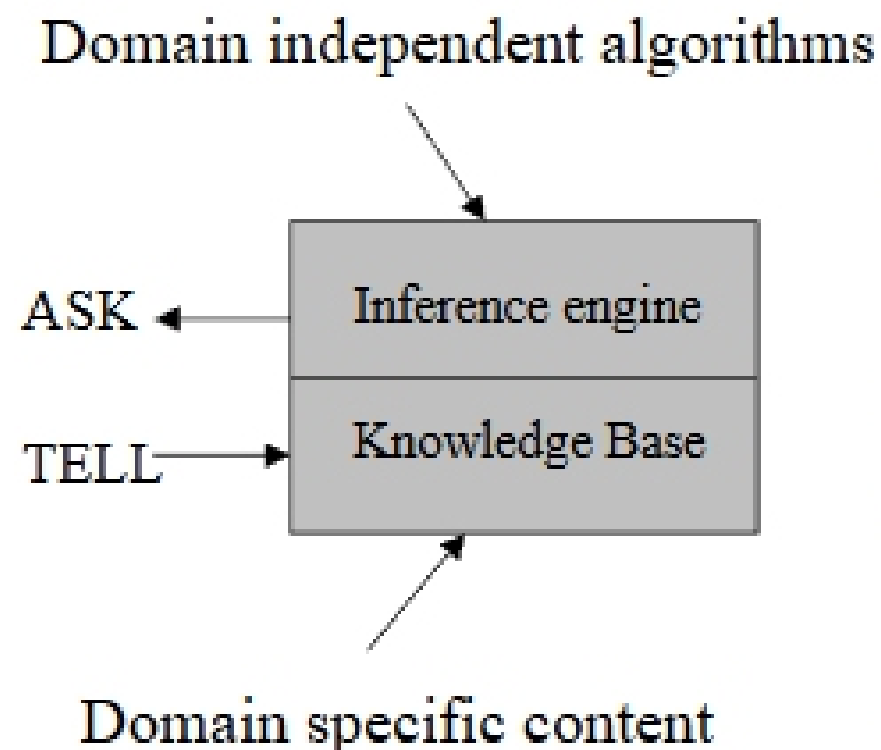 Domain independent algorithms
Inference engine
ASK
Knowledge Base
TELL
Domain specific content